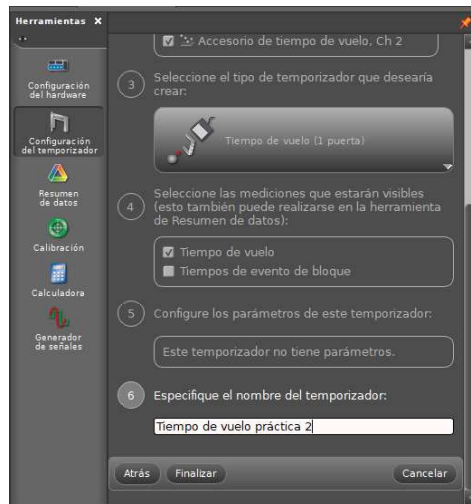 Herramientas
Configuración
del hardware
Configuración
del temporizador
Resumen
de datos
Calibración
Calculadora
Generador
de señales
Accesorio de tiempo de vuelo, Ch 2
3
Seleccione el tipo de temporizador que desearía
crear:
Tiempo de vuelo (1 puerta)
4
Seleccione las mediciones que estarán visibles
(esto también puede realizarse en la herramienta
de Resumen de datos):
Tiempo de vuelo
Tiempos de evento de bloque
5
Configure los parámetros de este temporizador:
Este temporizador no tiene parámetros.
6
Especifique el nombre del temporizador:
Tiempo de vuelo práctica 2
Atrás
Finalizar
Cancelar